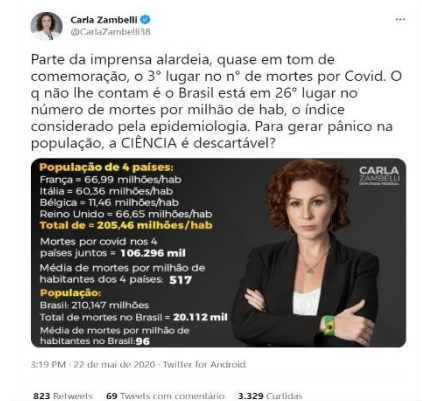 Carla Zambelli
@CarlaZambelli38
Parte da imprensa alardeia, quase em tom de
comemoração, o 3° lugar no n° de mortes por Covid. O
q não lhe contam é o Brasil está em 26° lugar no
número de mortes por milhão de hab, o índice
considerado pela epidemiologia. Para gerar pânico na
população, a CIÊNCIA é descartável?
População de 4 países:
França = 66,99 milhões/hab
Itália = 60,36 milhões/hab
Bélgica = 11,46 milhões/hab
Reino Unido = 66,65 milhões/hab
Total de = 205,46 milhões/hab
Mortes por covid nos 4
países juntos = 106.296 mil
Média de mortes por milhão de
habitantes dos 4 países: 517
População:
Brasil: 210,147 milhões
Total de mortes no Brasil = 20.112 mil
Média de mortes por milhão de
habitantes no Brasil: 96
CARLA
ZAMBELLI
DEPUTADA FEDERAL
3:19 PM · 22 de mai de 2020 · Twitter for Android
823 Retweets 69 Tweets com comentário 3.329 Curtidas